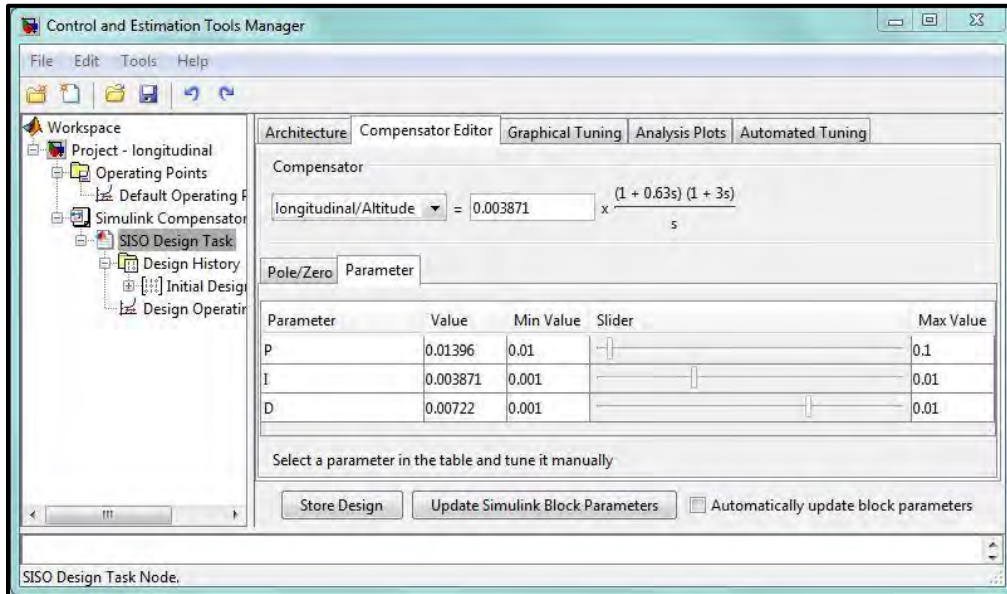 Control and Estimation Tools Manager
File Edit Tools Help
Workspace
Project - longitudinal
Operating Points
Default Operating
Simulink Compensator
SISO Design Task
Design History
Initial Desig
Design Operatin
Architecture Compensator Editor Graphical Tuning Analysis Plots Automated Tuning
Compensator
longitudinal/Altitude = 0.003871 x (1 + 0.63s) (1 + 3s)
s
Pole/Zero Parameter
Parameter Value Min Value Slider Max Value
P 0.01396 0.01 0.1
I 0.003871 0.001 0.01
D 0.00722 0.001 0.01
Select a parameter in the table and tune it manually
Store Design Update Simulink Block Parameters Automatically update block parameters
SISO Design Task Node.